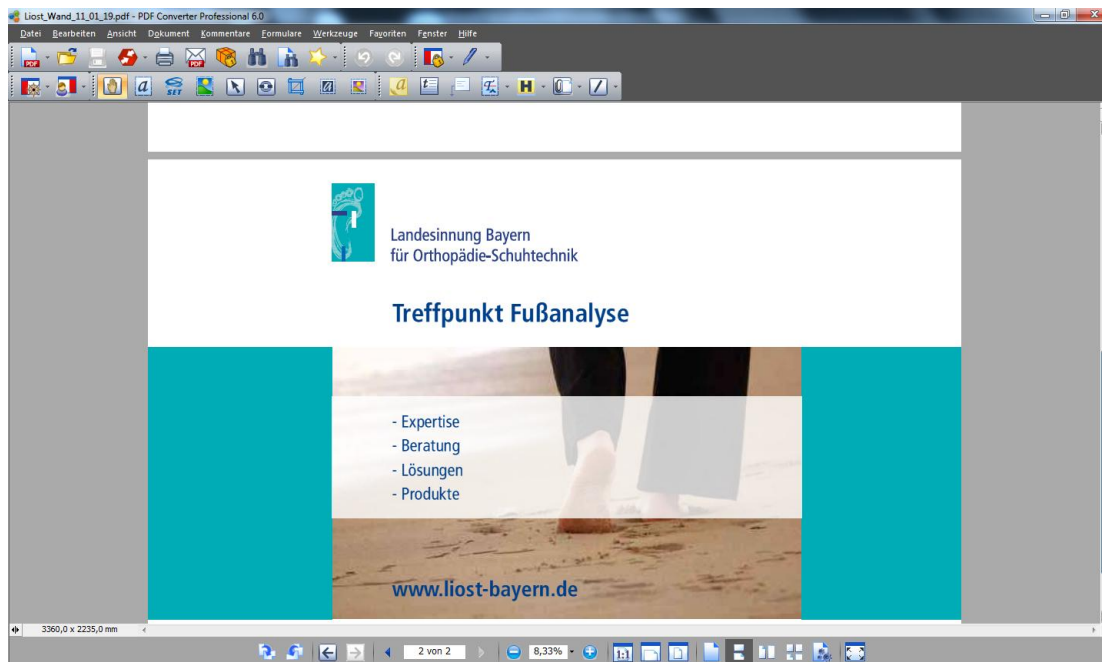 Liost_Wand_11_01_19.pdf - PDF Converter Professional 6.0
Datei Bearbeiten Ansicht Dokument Kommentare Formulare Werkzeuge Favoriten Fenster Hilfe
Landesinnung Bayern
für Orthopädie-Schuhtechnik
Treffpunkt Fußanalyse
- Expertise
- Beratung
- Lösungen
- Produkte
www.liost-bayern.de
3360,0 x 2235,0 mm
2 von 2
8,33%
1:1